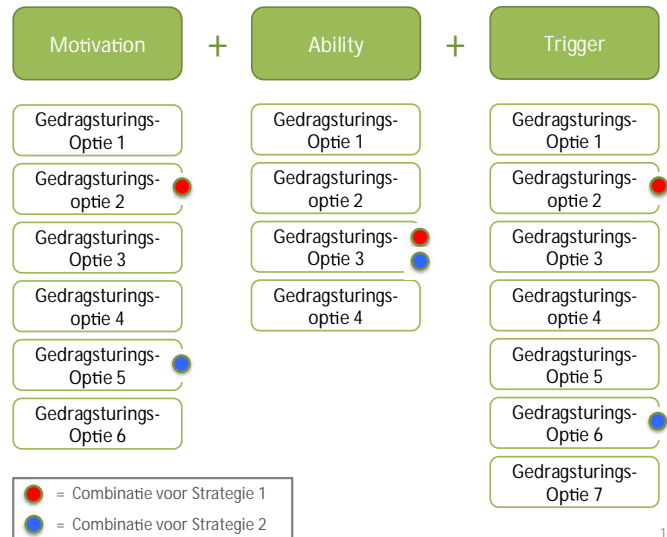 Motivation + Ability + Trigger
Gedragsturings-
Optie 1
Gedragsturings-
optie 2
Gedragsturings-
Optie 3
Gedragsturings-
optie 4
Gedragsturings-
Optie 5
Gedragsturings-
Optie 6
Gedragsturings-
Optie 1
Gedragsturings-
optie 2
Gedragsturings-
Optie 3
Gedragsturings-
optie 4
Gedragsturings-
Optie 1
Gedragsturings-
optie 2
Gedragsturings-
Optie 3
Gedragsturings-
optie 4
Gedragsturings-
Optie 5
Gedragsturings-
Optie 6
Gedragsturings-
Optie 7
= Combinatie voor Strategie 1
= Combinatie voor Strategie 2
1